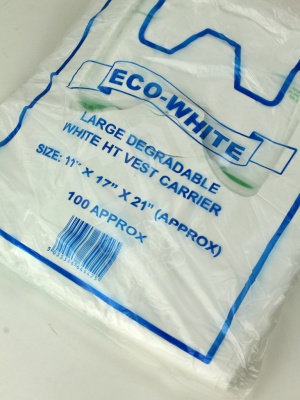 ECO-WHITE
LARGE DEGRADABLE
WHITE HT VEST CARRIER
SIZE: 11" X 17" X 21" (APPROX)
100 APPROX